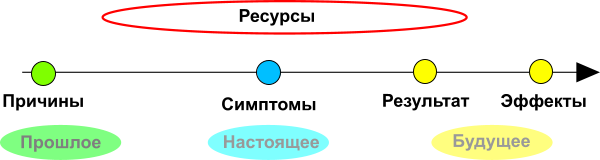 Ресурсы
Причины Симптомы Результат Эффекты
Прошлое Настоящее Будущее